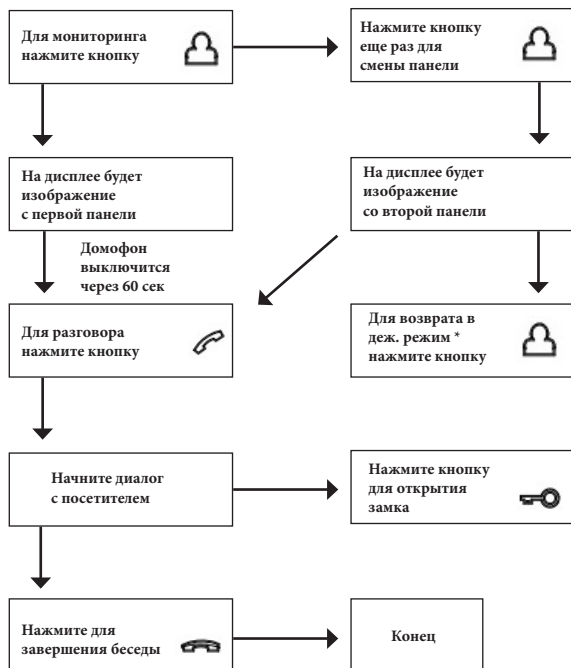 Для мониторинга
нажмите кнопку
Нажмите кнопку
еще раз для
смены панели
На дисплее будет
изображение
с первой панели
На дисплее будет
изображение
со второй панели
Домофон
выключится
через 60 сек
Для разговора
нажмите кнопку
Для возврата в
деж. режим *
нажмите кнопку
Начните диалог
с посетителем
Нажмите кнопку
для открытия
замка
Нажмите для
завершения беседы
Конец